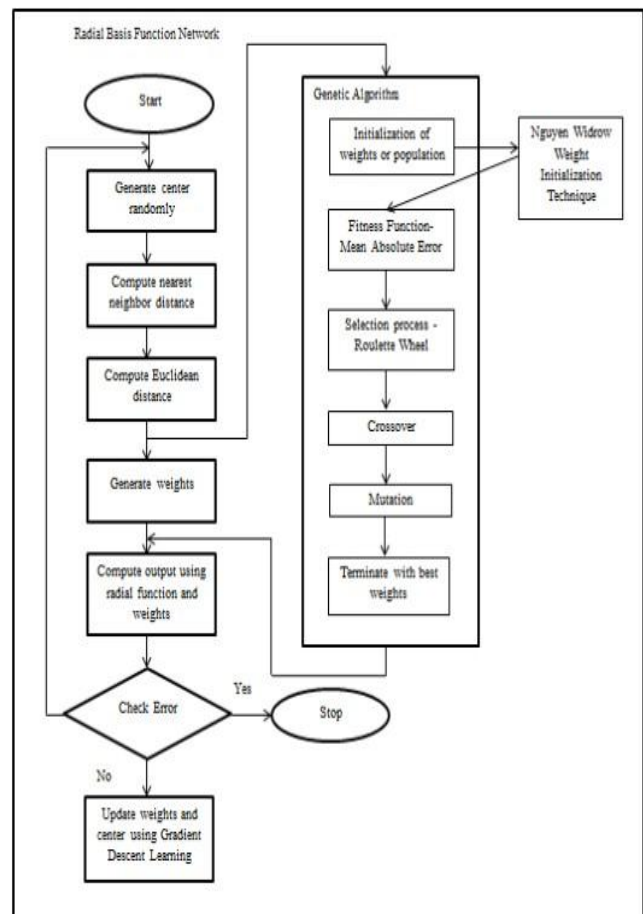 Radial Basis Function Network
Start
Generate center
randomly
Compute nearest
neighbor distance
Compute Euclidean
distance
Generate weights
Compute output using
radial function and
weights
Check Error
Yes
Stop
No
Update weights and
center using Gradient
Descent Learning
Genetic Algorithm
Initialization of
weights or population
Nguyen Widrow
Weight
Initialization
Technique
Fitness Function-
Mean Absolute Error
Selection process -
Roulette Wheel
Crossover
Mutation
Terminate with best
weights